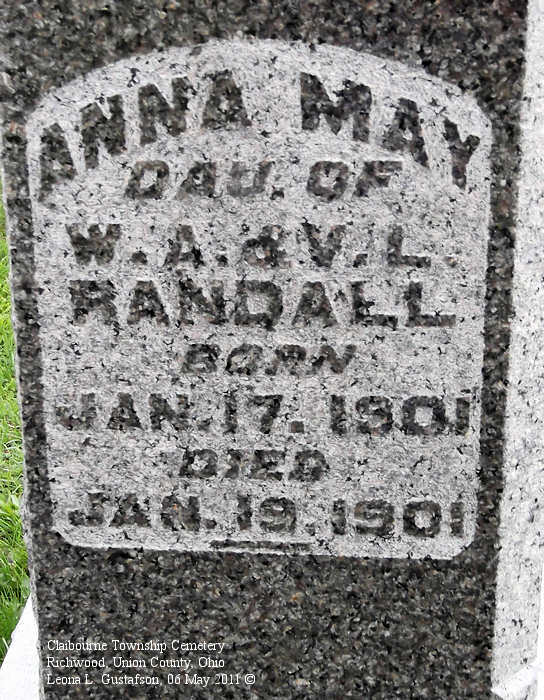 ANNA MAY
DAU. OF
W. A. & V. L.
RANDALL
BORN
JAN. 17. 1901
DIED
JAN. 19. 1901
Claibourne Township Cemetery
Richwood, Union County, Ohio
Leona L. Gustafson, 06 May 2011 ©